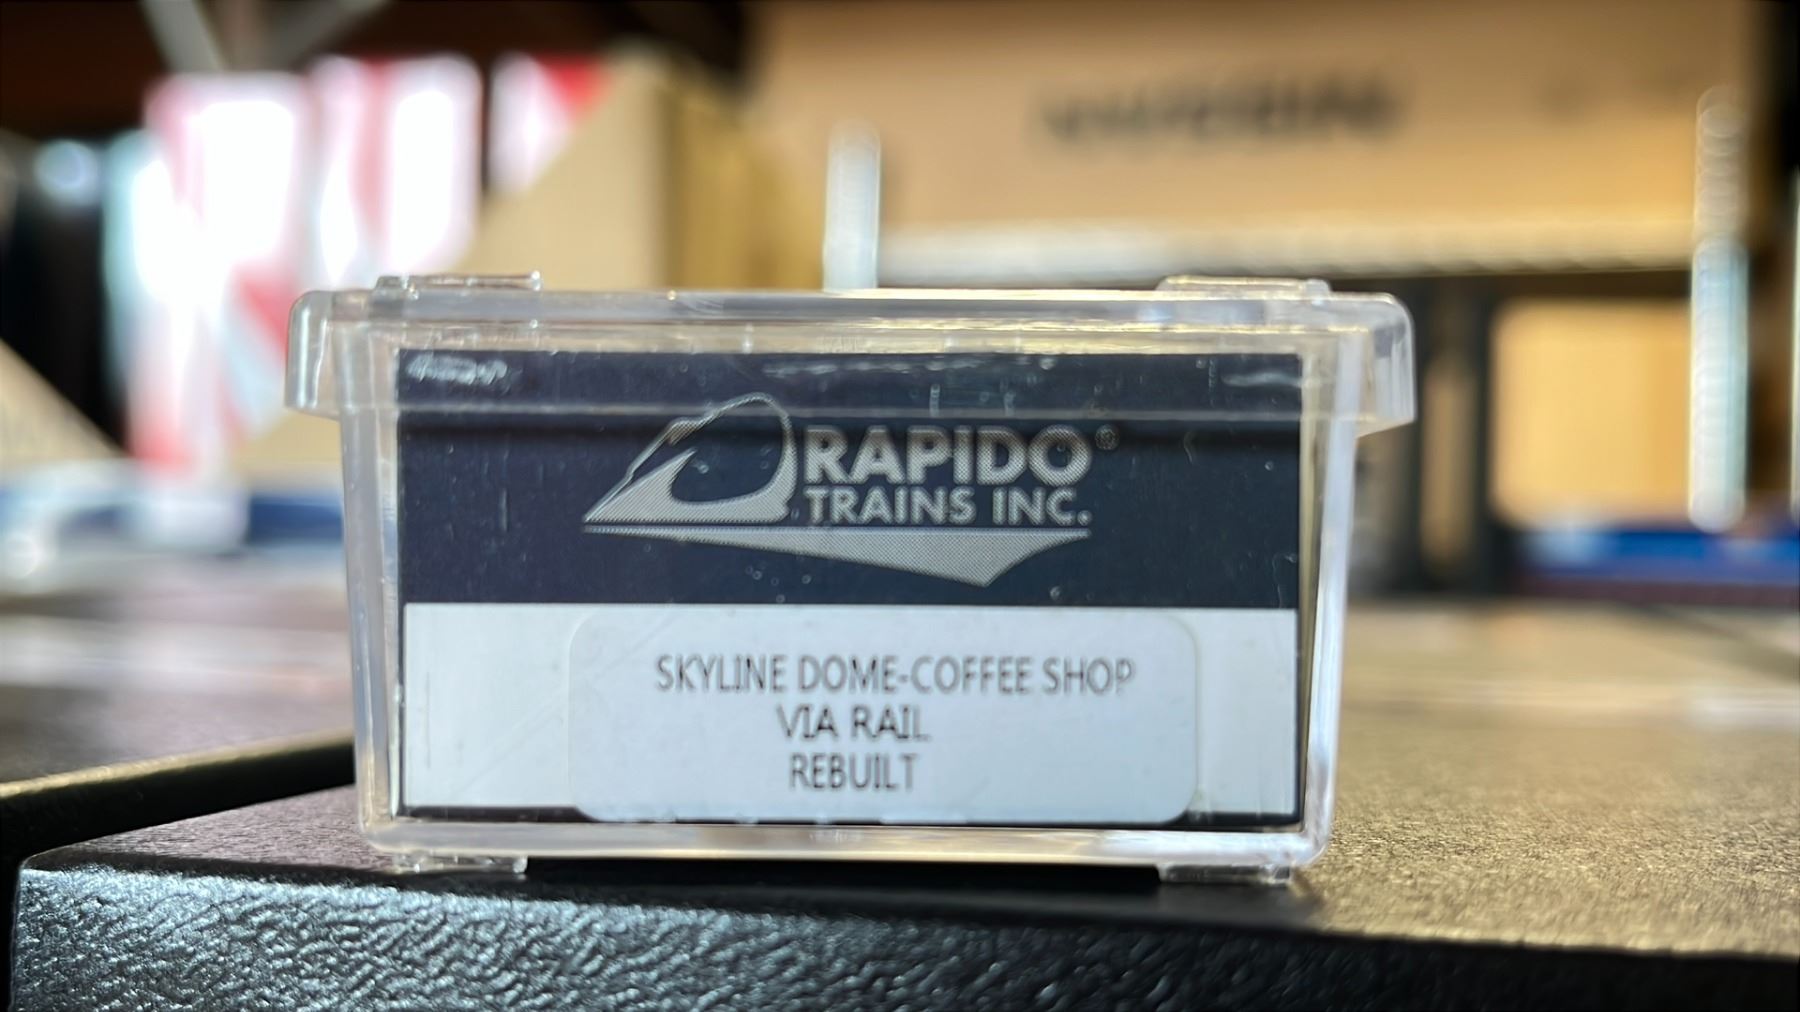 RAPIDO®
TRAINS INC.
SKYLINE DOME-COFFEE SHOP
VIA RAIL
REBUILT